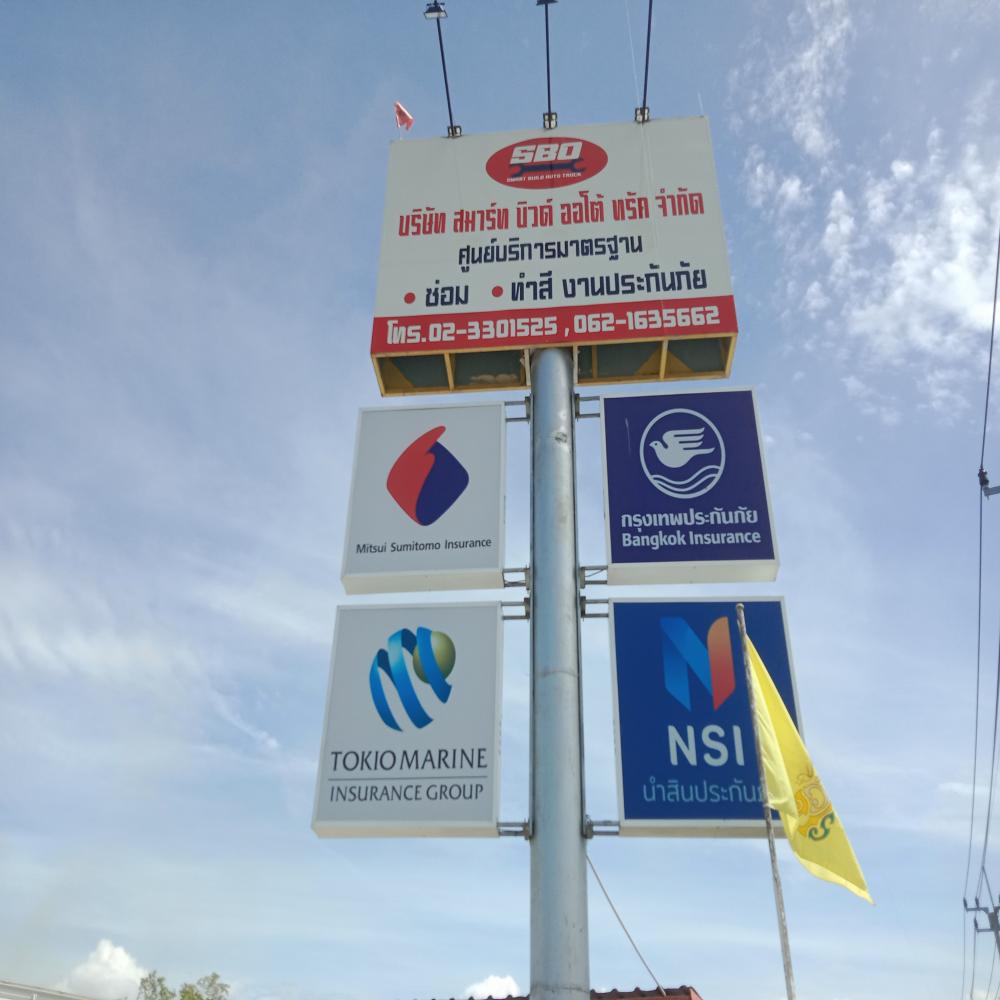 SBO
SMART BUILD AUTO TRUCK
บริษัท สมาร์ท บิวด์ ออโต้ ทรัค จำกัด
ศูนย์บริการมาตรฐาน
• ซ่อม • ทำสี งานประกันภัย
โทร.02-3301525 , 062-1635662
Mitsui Sumitomo Insurance
กรุงเทพประกันภัย
Bangkok Insurance
TOKIO MARINE
INSURANCE GROUP
NSI